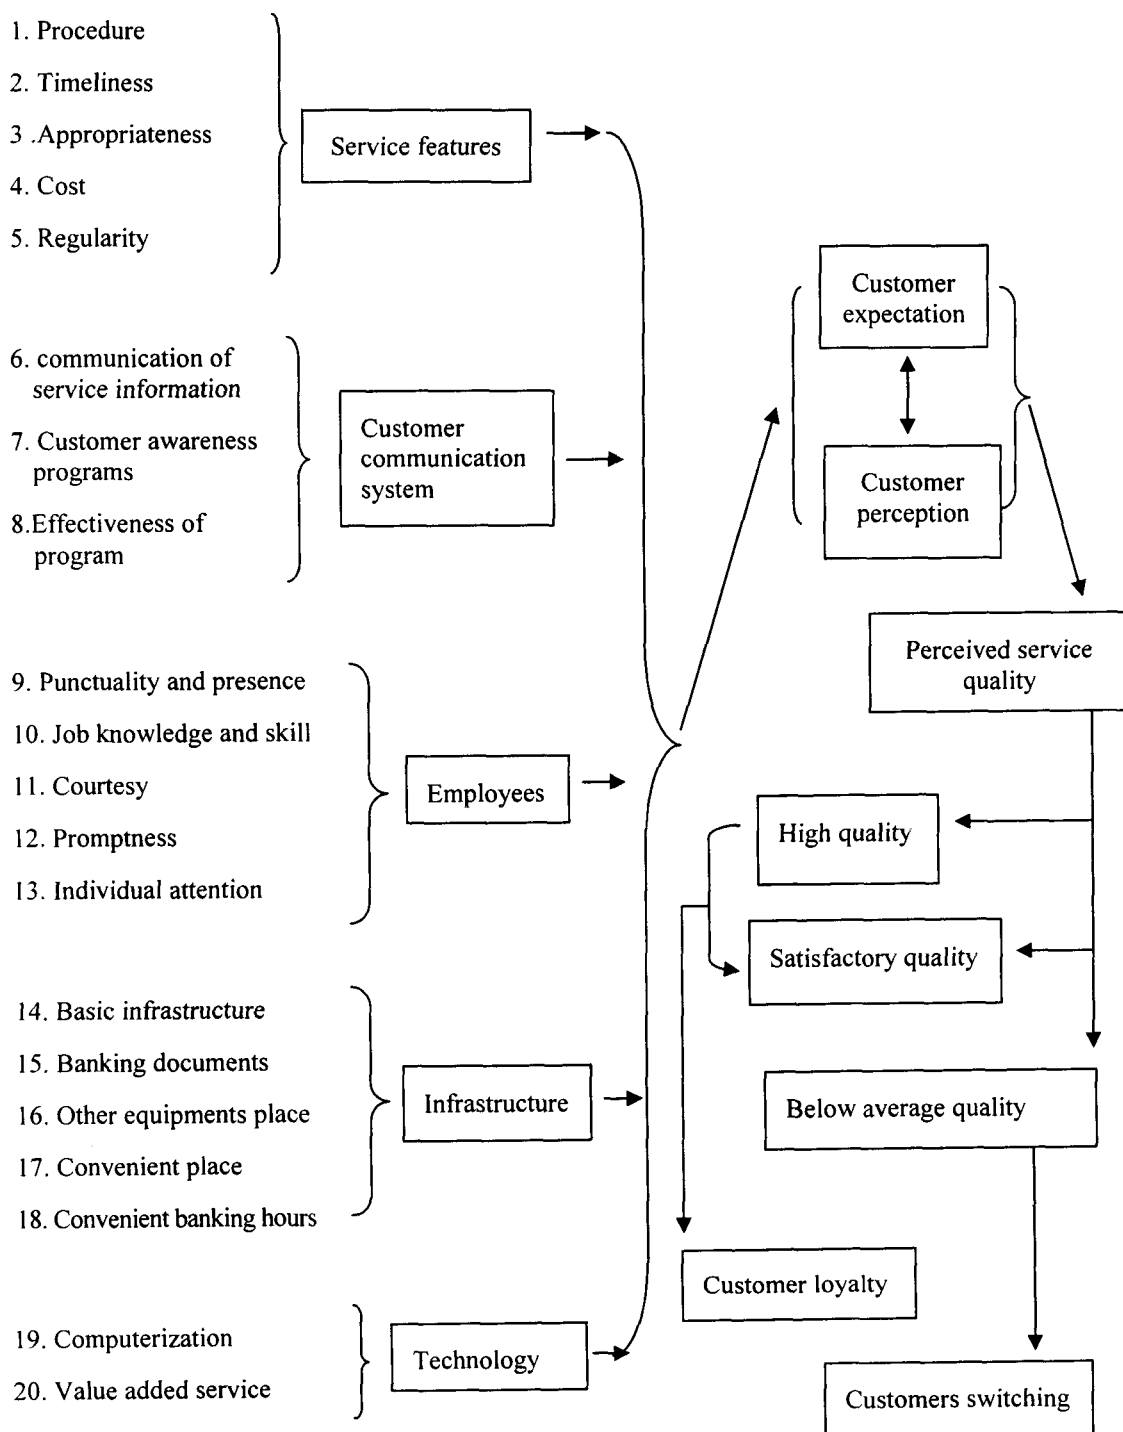 1. Procedure
2. Timeliness
3 .Appropriateness
4. Cost
5. Regularity
Service features
6. communication of
service information
7. Customer awareness
programs
8.Effectiveness of
program
Customer
communication
system
9. Punctuality and presence
10. Job knowledge and skill
11. Courtesy
12. Promptness
13. Individual attention
Employees
14. Basic infrastructure
15. Banking documents
16. Other equipments place
17. Convenient place
18. Convenient banking hours
Infrastructure
19. Computerization
20. Value added service
Technology
Customer
expectation
Customer
perception
Perceived service
quality
High quality
Satisfactory quality
Below average quality
Customer loyalty
Customers switching